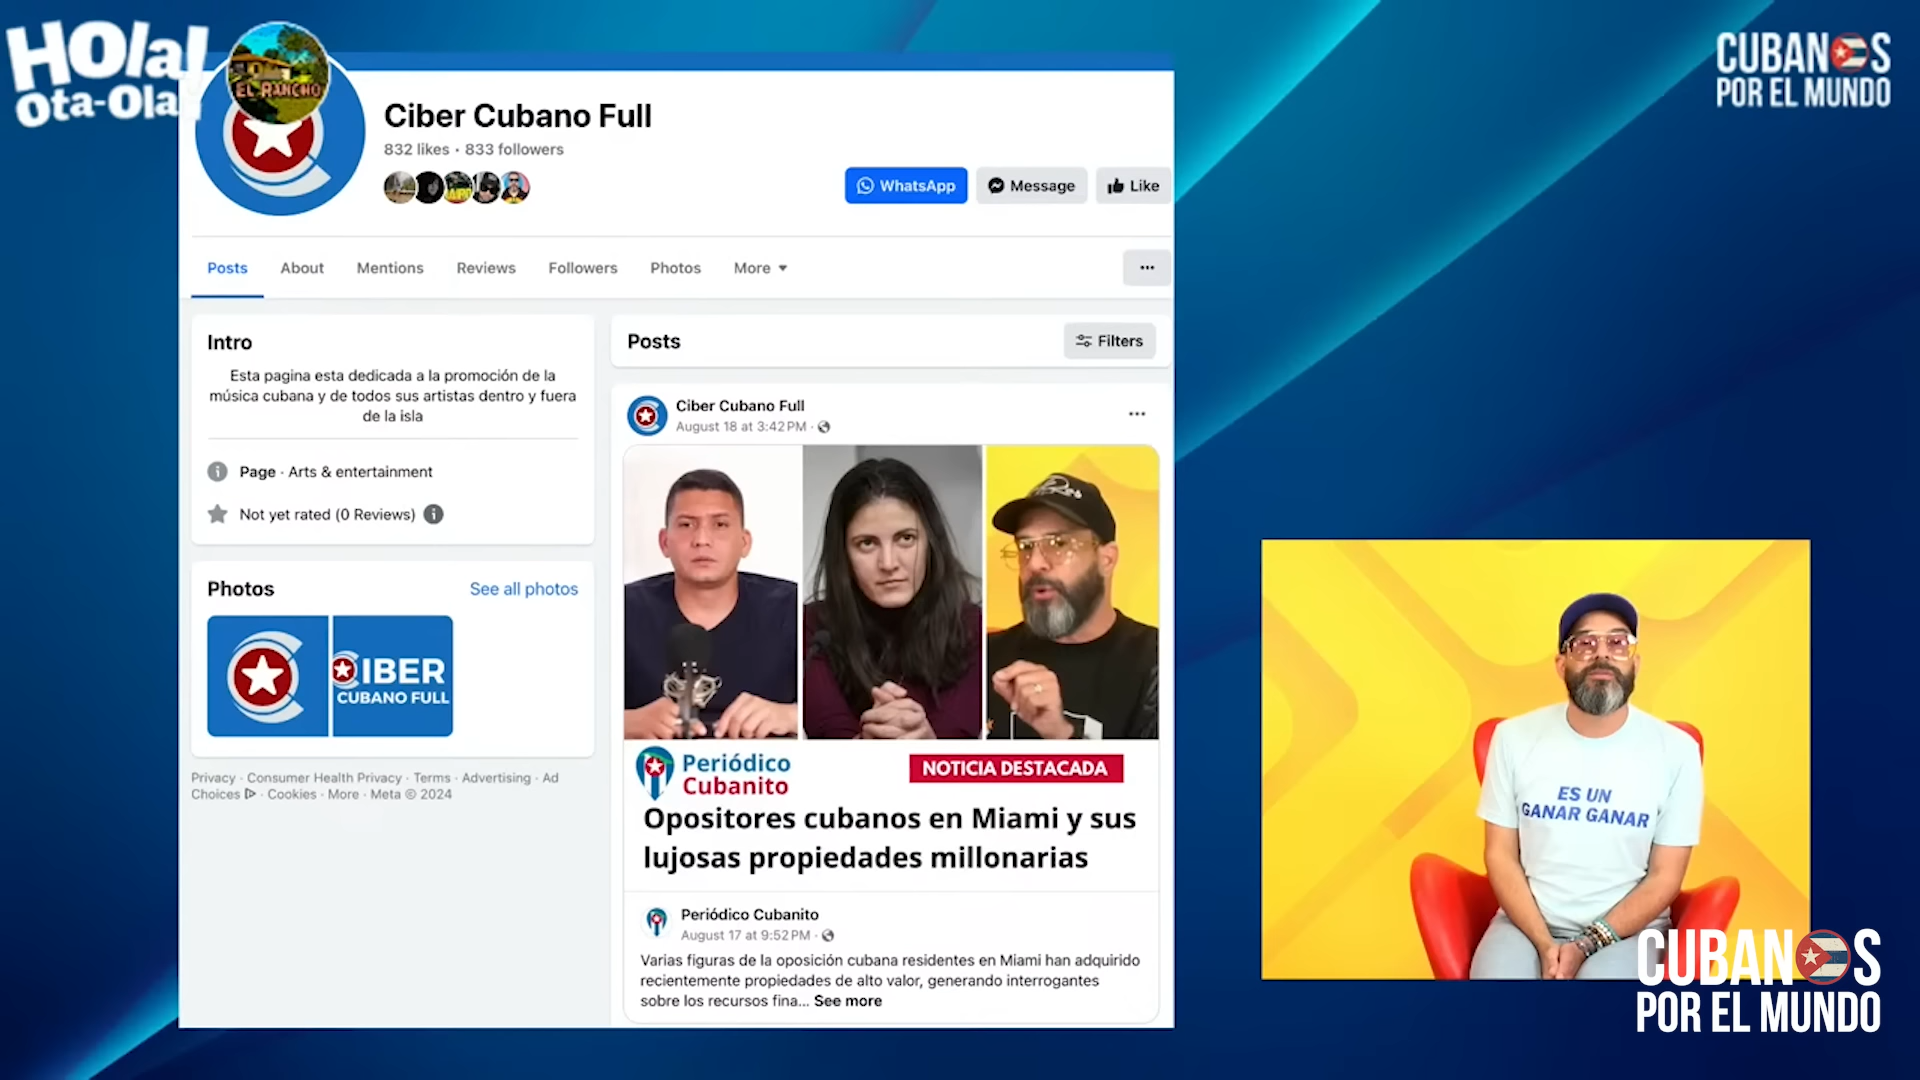 HOla!
Ota-Ola
EL RANCHO
CUBANOS
POR EL MUNDO
Ciber Cubano Full
832 likes · 833 followers
WhatsApp
Message
Like
Posts
About
Mentions
Reviews
Followers
Photos
More
Intro
Esta pagina esta dedicada a la promoción de la
música cubana y de todos sus artistas dentro y fuera
de la isla
Page · Arts & entertainment
Not yet rated (0 Reviews)
Photos
See all photos
CIBER
CUBANO FULL
Privacy · Consumer Health Privacy · Terms · Advertising · Ad
Choices · Cookies · More · Meta © 2024
Posts
Filters
Ciber Cubano Full
August 18 at 3:42 PM ·
Periódico
Cubanito
NOTICIA DESTACADA
Opositores cubanos en Miami y sus
lujosas propiedades millonarias
Periódico Cubanito
August 17 at 9:52 PM ·
Varias figuras de la oposición cubana residentes en Miami han adquirido
recientemente propiedades de alto valor, generando interrogantes
sobre los recursos fina... See more
ES UN
GANAR GANAR
CUBANOS
POR EL MUNDO